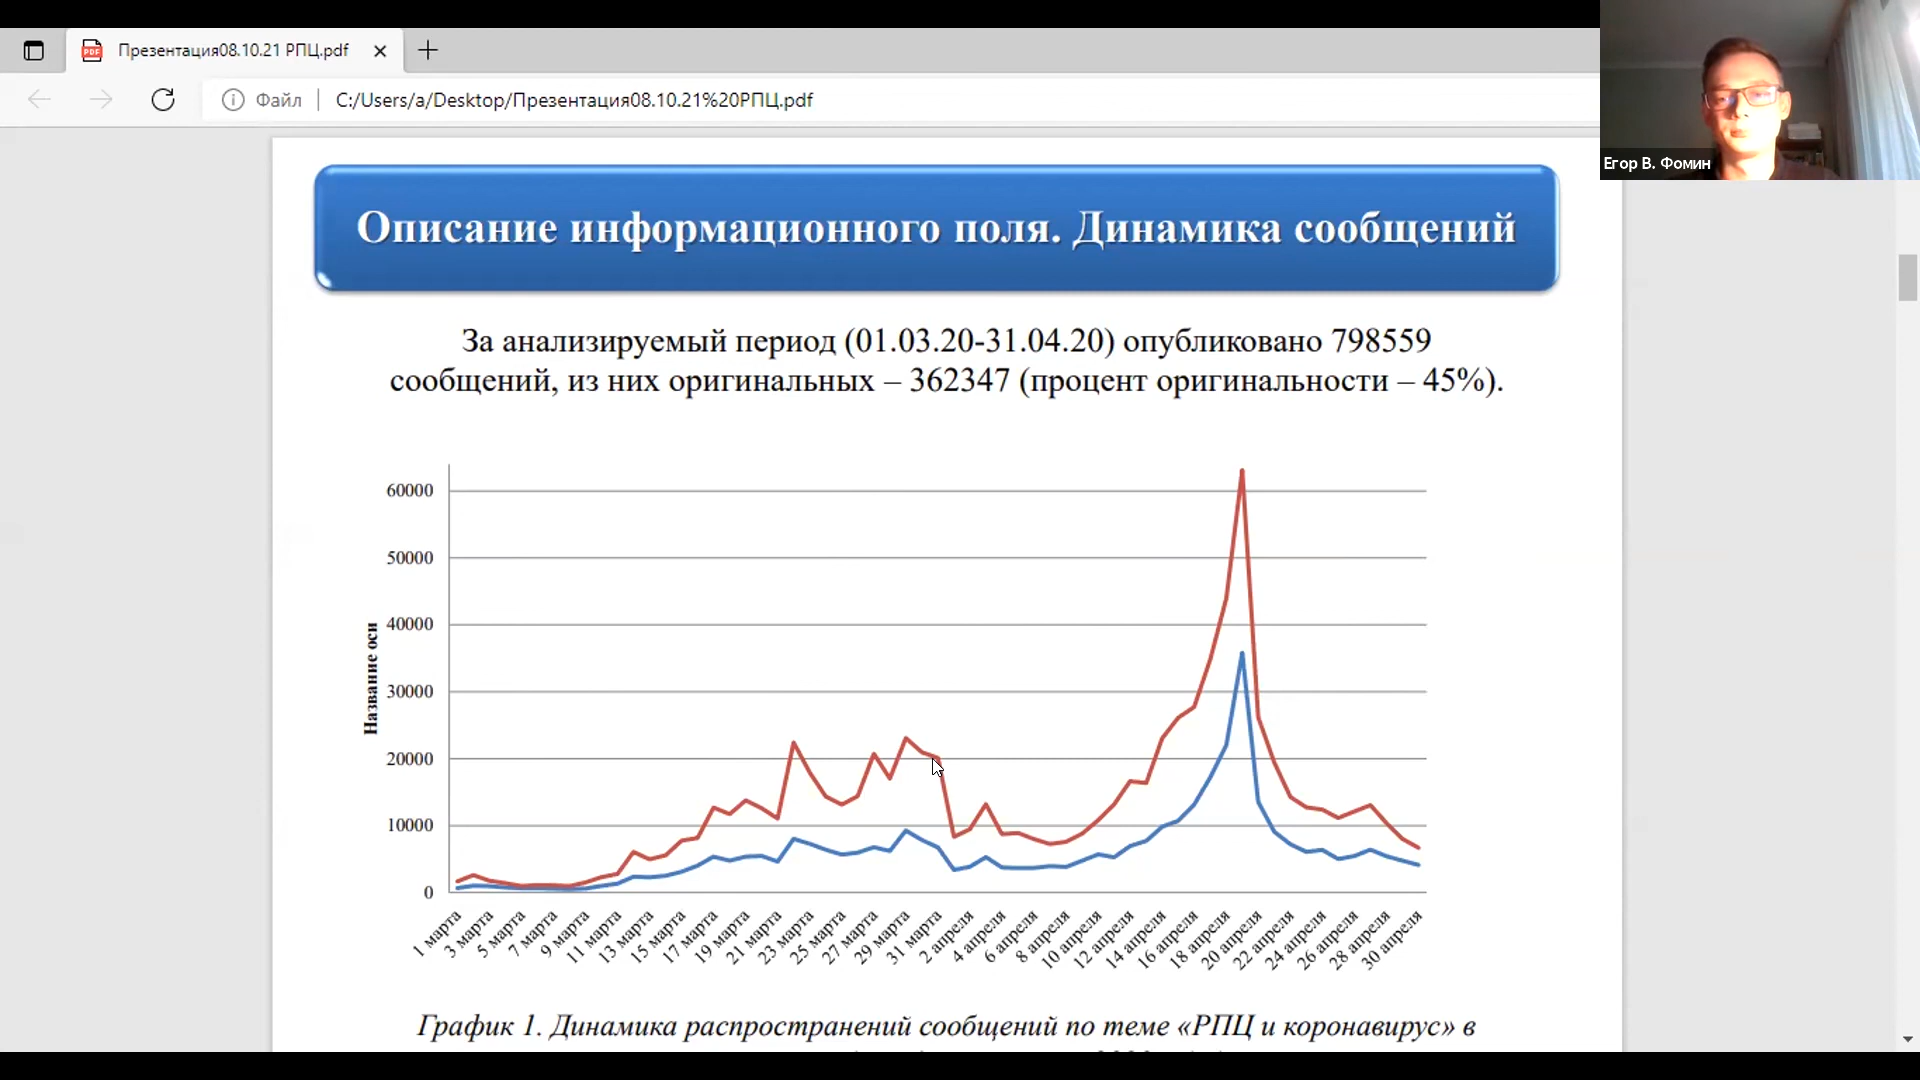 Презентация08.10.21 РПЦ.pdf
Файл
C:/Users/a/Desktop/Презентация08.10.21%20РПЦ.pdf
Егор В. Фомин
Описание информационного поля. Динамика сообщений
За анализируемый период (01.03.20-31.04.20) опубликовано 798559
сообщений, из них оригинальных – 362347 (процент оригинальности – 45%).
Название оси
60000
50000
40000
30000
20000
10000
0
1 марта
3 марта
5 марта
7 марта
9 марта
11 марта
13 марта
15 марта
17 марта
19 марта
21 марта
23 марта
25 марта
27 марта
29 марта
31 марта
2 апреля
4 апреля
6 апреля
8 апреля
10 апреля
12 апреля
14 апреля
16 апреля
18 апреля
20 апреля
22 апреля
24 апреля
26 апреля
28 апреля
30 апреля
График 1. Динамика распространений сообщений по теме «РПЦ и коронавирус» в